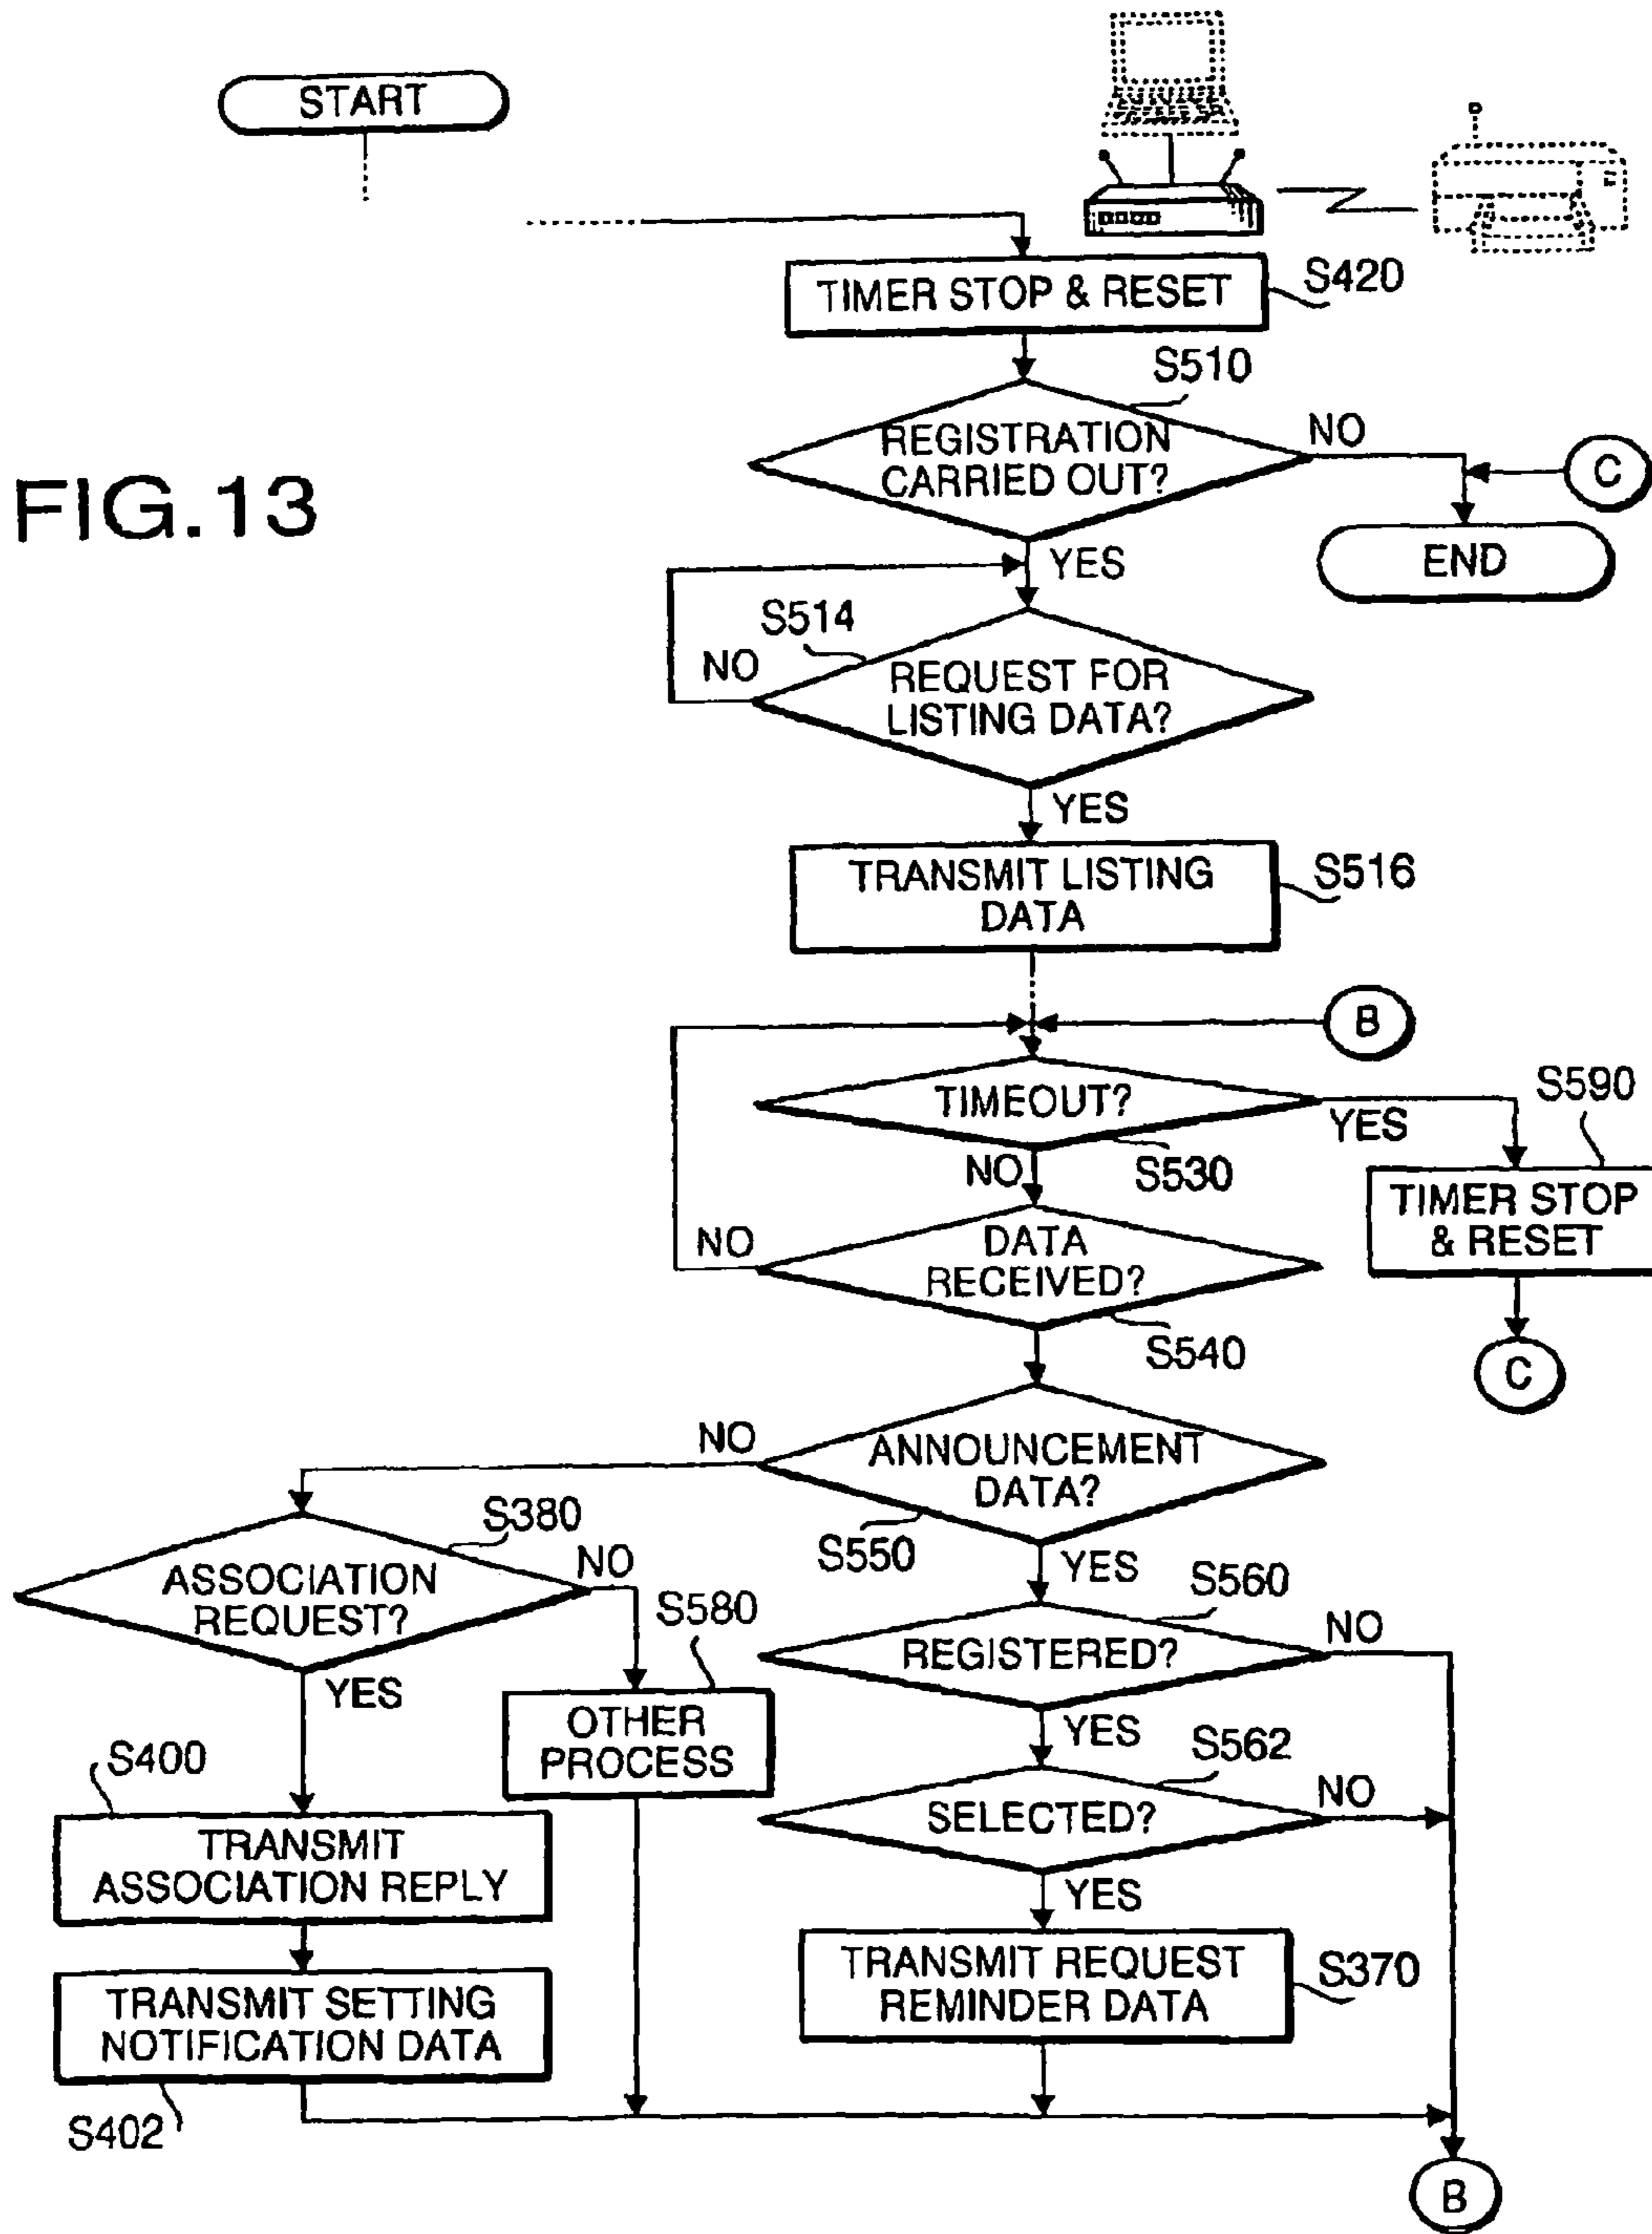 START
TIMER STOP & RESET
S420
S510
REGISTRATION
CARRIED OUT?
NO
C
FIG.13
END
YES
S514
NO
REQUEST FOR
LISTING DATA?
YES
TRANSMIT LISTING
DATA
S516
B
TIMEOUT?
YES
S590
NO
S530
TIMER STOP
& RESET
NO
DATA
RECEIVED?
S540
C
NO
ANNOUNCEMENT
DATA?
S550
YES
S380
ASSOCIATION
REQUEST?
NO
S580
S560
REGISTERED?
NO
YES
OTHER
PROCESS
YES
S562
S400
SELECTED?
NO
TRANSMIT
ASSOCIATION REPLY
YES
TRANSMIT REQUEST
REMINDER DATA
S370
TRANSMIT SETTING
NOTIFICATION DATA
S402
B